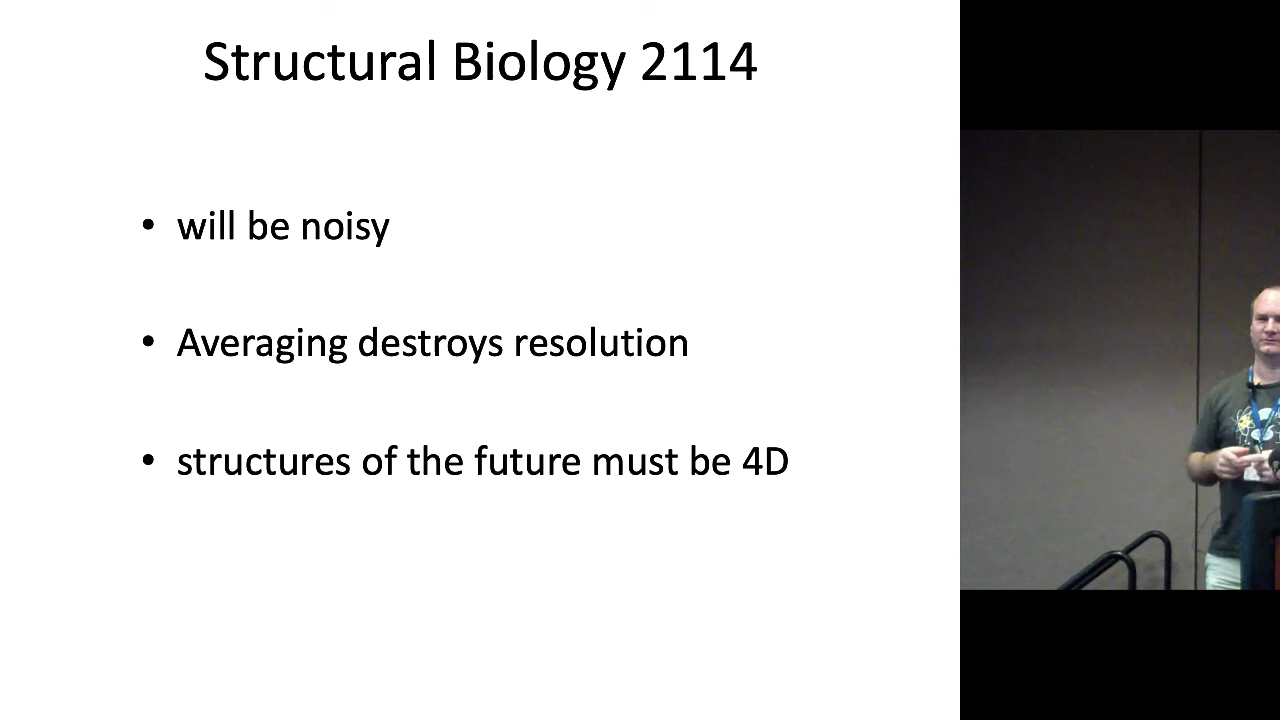 Structural Biology 2114
• will be noisy
• Averaging destroys resolution
• structures of the future must be 4D